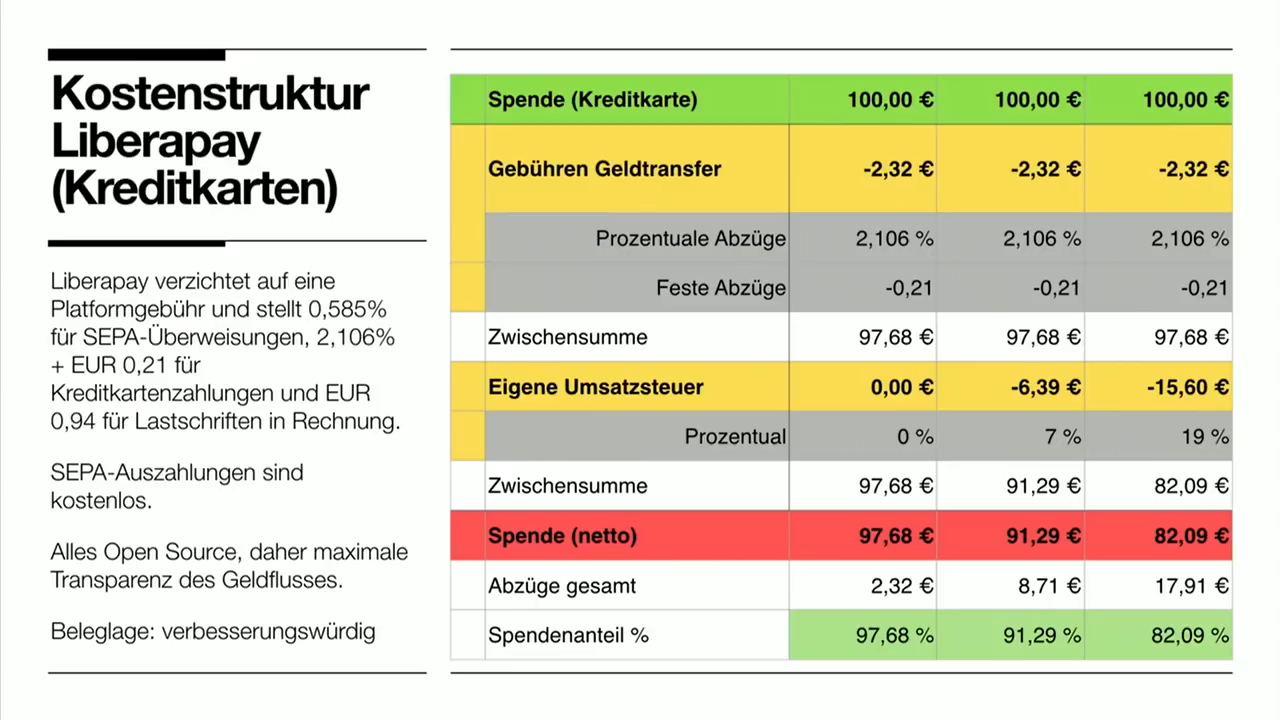 Kostenstruktur
Liberapay
(Kreditkarten)
Liberapay verzichtet auf eine
Platformgebühr und stellt 0,585%
für SEPA-Überweisungen, 2,106%
+ EUR 0,21 für
Kreditkartenzahlungen und EUR
0,94 für Lastschriften in Rechnung.
SEPA-Auszahlungen sind
kostenlos.
Alles Open Source, daher maximale
Transparenz des Geldflusses.
Beleglage: verbesserungswürdig
Spende (Kreditkarte) 100,00 € 100,00 € 100,00 €
Gebühren Geldtransfer -2,32 € -2,32 € -2,32 €
Prozentuale Abzüge 2,106 % 2,106 % 2,106 %
Feste Abzüge -0,21 -0,21 -0,21
Zwischensumme 97,68 € 97,68 € 97,68 €
Eigene Umsatzsteuer 0,00 € -6,39 € -15,60 €
Prozentual 0 % 7 % 19 %
Zwischensumme 97,68 € 91,29 € 82,09 €
Spende (netto) 97,68 € 91,29 € 82,09 €
Abzüge gesamt 2,32 € 8,71 € 17,91 €
Spendenanteil % 97,68 % 91,29 % 82,09 %